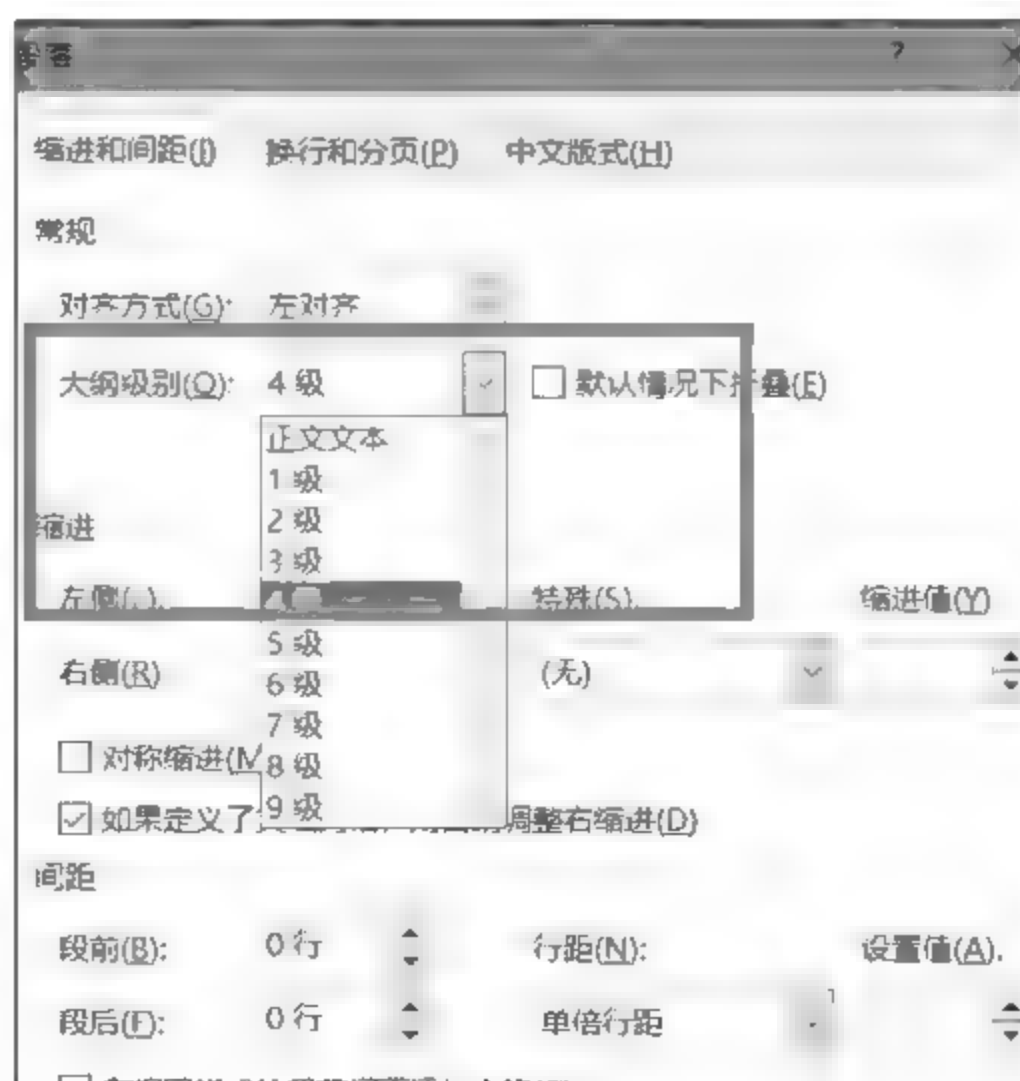 段落 ?
缩进和间距(I) 换行和分页(P) 中文版式(H)
常规
对齐方式(G): 左对齐
大纲级别(O): 4 级 默认情况下折叠(E)
正文文本
1 级
2 级
3 级
缩进
左侧 特殊(S). 缩进值(Y)
5 级
右侧(R) (无)
6 级
7 级
对称缩进(M
8 级
9 级
如果定义了 调整右缩进(D)
间距
段前(B): 0 行 行距(N): 设置值(A).
段后(F): 0 行 单倍行距